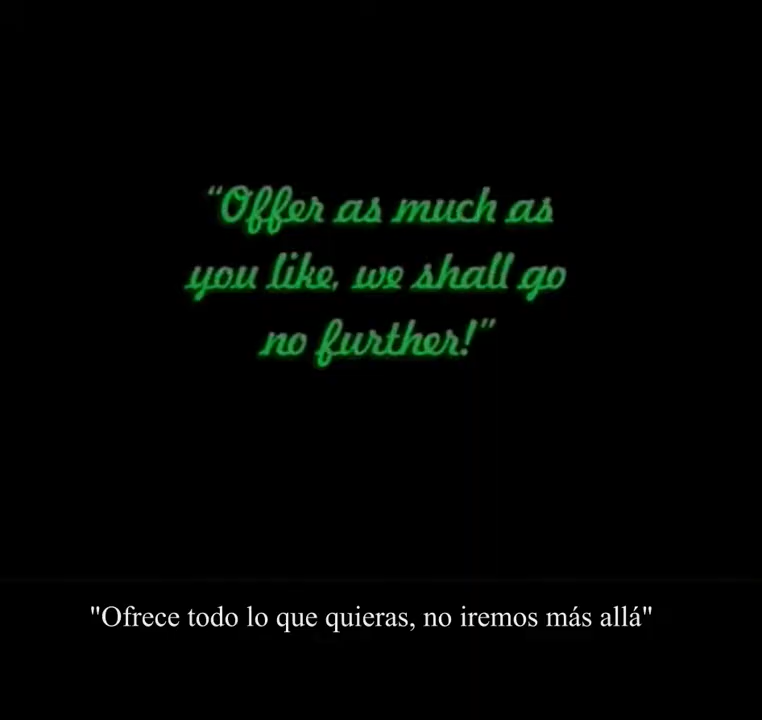 “Offer as much as
you like, we shall go
no further!”
"Ofrece todo lo que quieras, no iremos más allá"